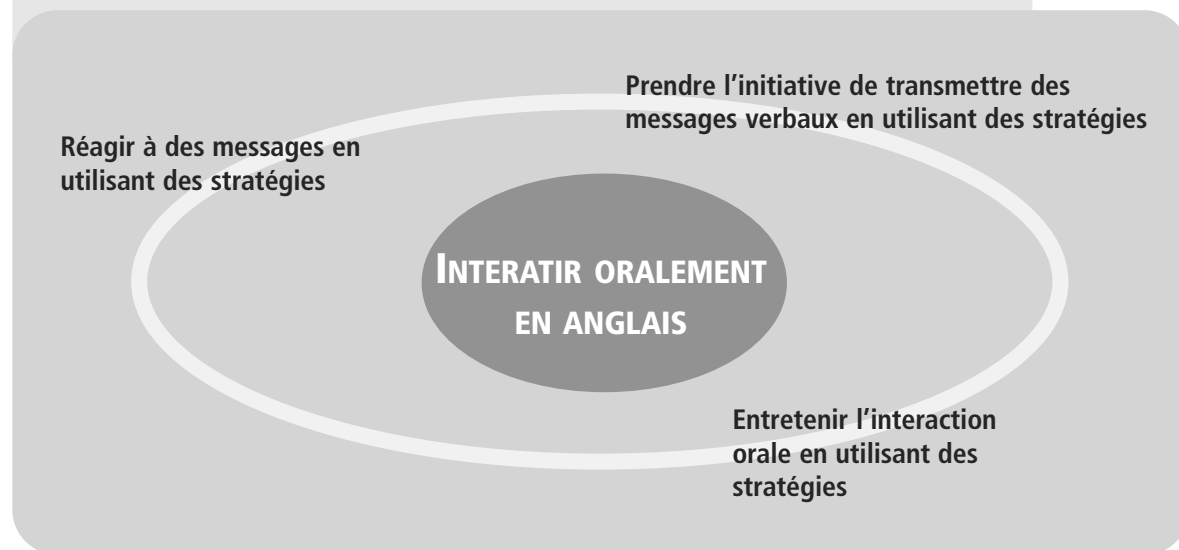 Prendre l’initiative de transmettre des
messages verbaux en utilisant des stratégies
Réagir à des messages en
utilisant des stratégies
INTERATIR ORALEMENT
EN ANGLAIS
Entretenir l’interaction
orale en utilisant des
stratégies